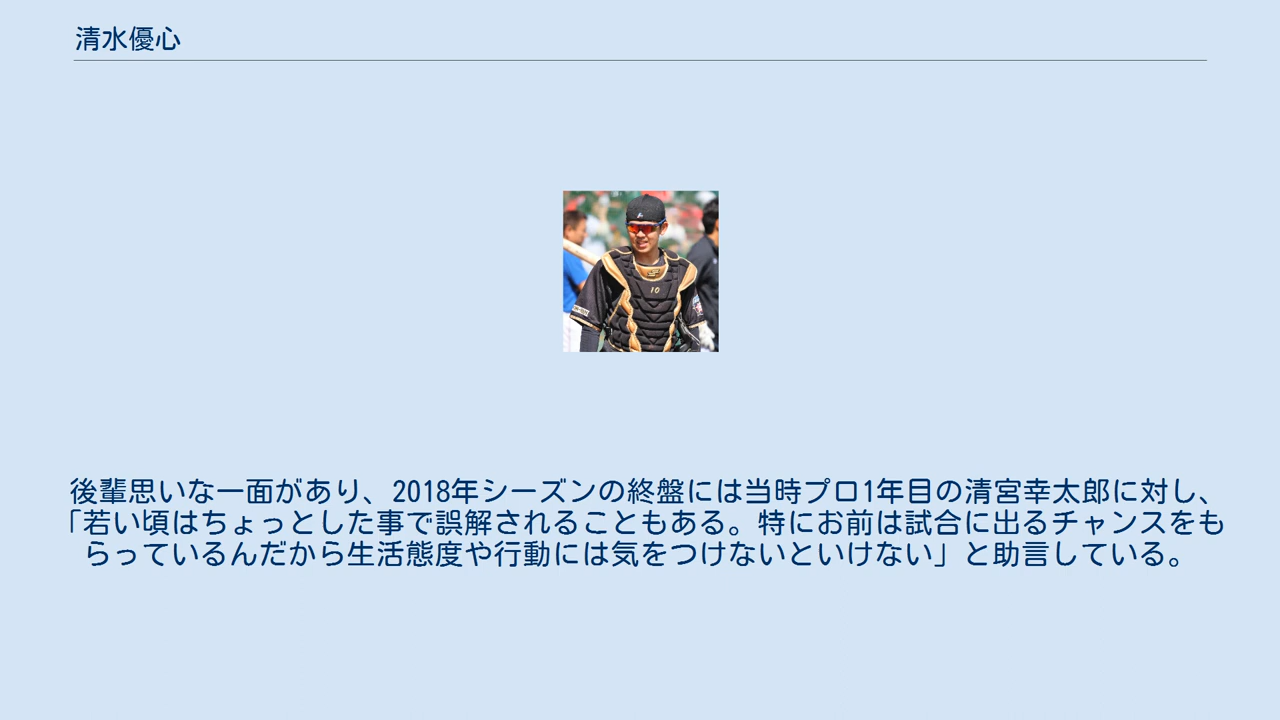 清水優心
10
後輩思いな一面があり、2018年シーズンの終盤には当時プロ1年目の清宮幸太郎に対し、
「若い頃はちょっとした事で誤解されることもある。特にお前は試合に出るチャンスをも
らっているんだから生活態度や行動には気をつけないといけない」と助言している。